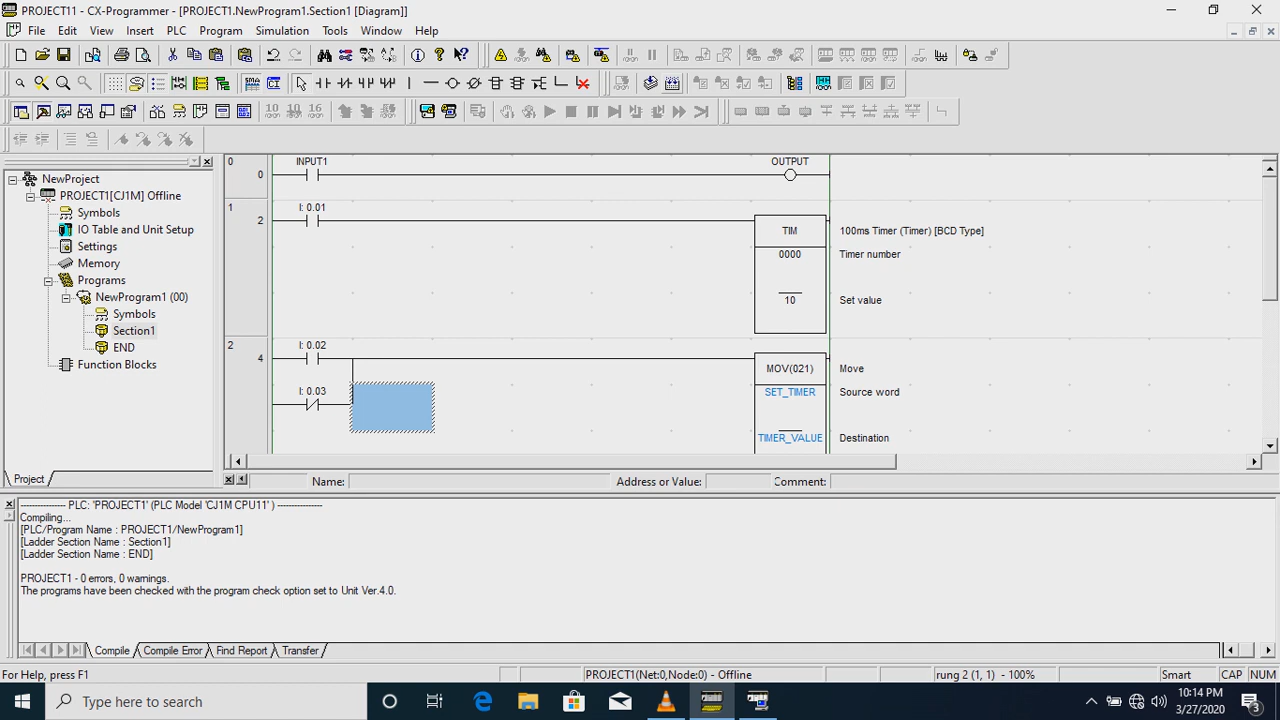 PROJECT11 - CX-Programmer - [PROJECT1.NewProgram1.Section1 [Diagram]]
File Edit View Insert PLC Program Simulation Tools Window Help
10 10 16
NewProject
PROJECT1[CJ1M] Offline
Symbols
IO Table and Unit Setup
Settings
Memory
Programs
NewProgram1 (00)
Symbols
Section1
END
Function Blocks
Project
0 INPUT1 OUTPUT
0
1 I: 0.01
2 TIM 100ms Timer (Timer) [BCD Type]
0000 Timer number
10 Set value
2 I: 0.02
4 MOV(021) Move
I: 0.03 SET_TIMER Source word
TIMER_VALUE Destination
Name: Address or Value: Comment:
--------------- PLC: 'PROJECT1' (PLC Model 'CJ1M CPU11' ) ---------------
Compiling...
[PLC/Program Name : PROJECT1/NewProgram1]
[Ladder Section Name : Section1]
[Ladder Section Name : END]
PROJECT1 - 0 errors, 0 warnings.
The programs have been checked with the program check option set to Unit Ver.4.0.
Compile Compile Error Find Report Transfer
For Help, press F1 PROJECT1(Net:0,Node:0) - Offline rung 2 (1, 1) - 100% Smart CAP NUM
Type here to search
10:14 PM
3/27/2020
3